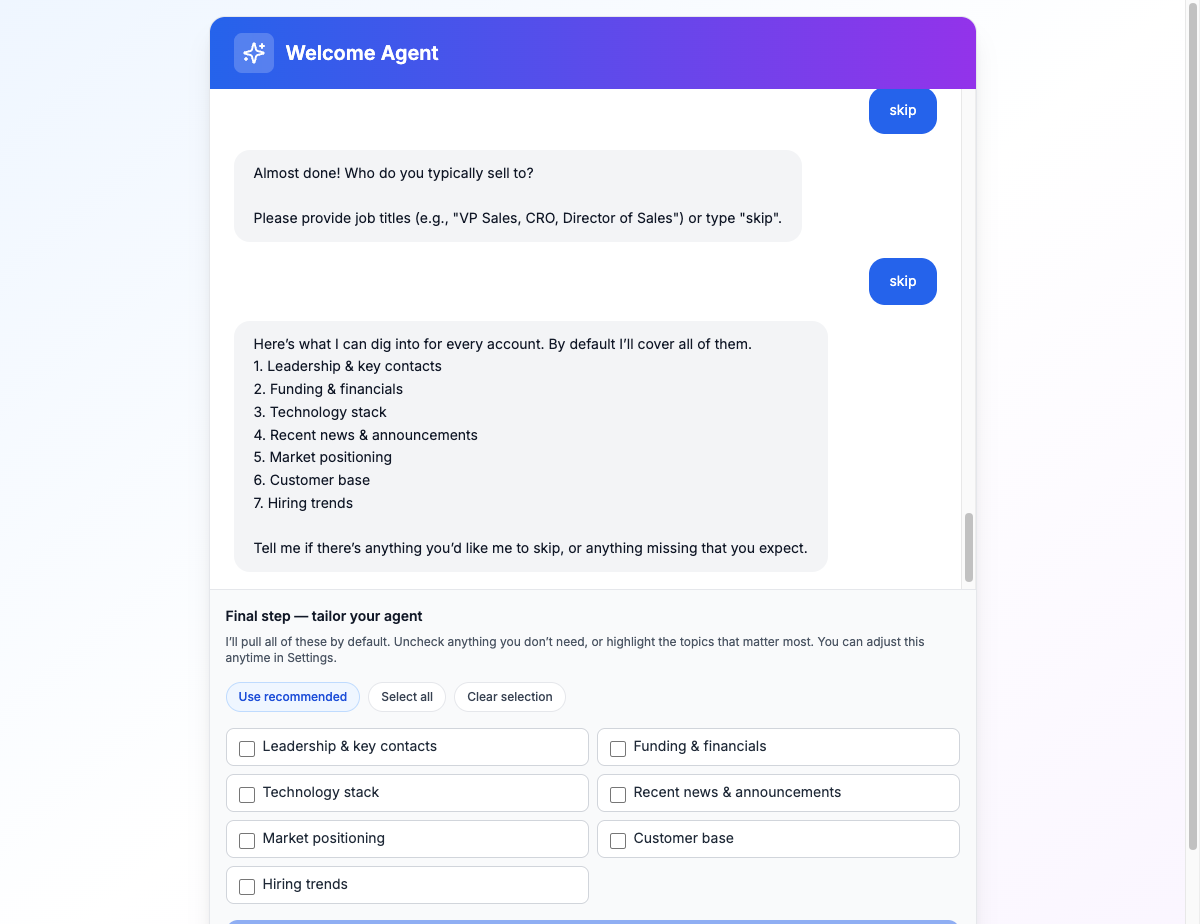 Welcome Agent
skip
Almost done! Who do you typically sell to?
Please provide job titles (e.g., "VP Sales, CRO, Director of Sales") or type "skip".
skip
Here’s what I can dig into for every account. By default I’ll cover all of them.
1. Leadership & key contacts
2. Funding & financials
3. Technology stack
4. Recent news & announcements
5. Market positioning
6. Customer base
7. Hiring trends
Tell me if there’s anything you’d like me to skip, or anything missing that you expect.
Final step — tailor your agent
I’ll pull all of these by default. Uncheck anything you don’t need, or highlight the topics that matter most. You can adjust this
anytime in Settings.
Use recommended
Select all
Clear selection
Leadership & key contacts
Funding & financials
Technology stack
Recent news & announcements
Market positioning
Customer base
Hiring trends